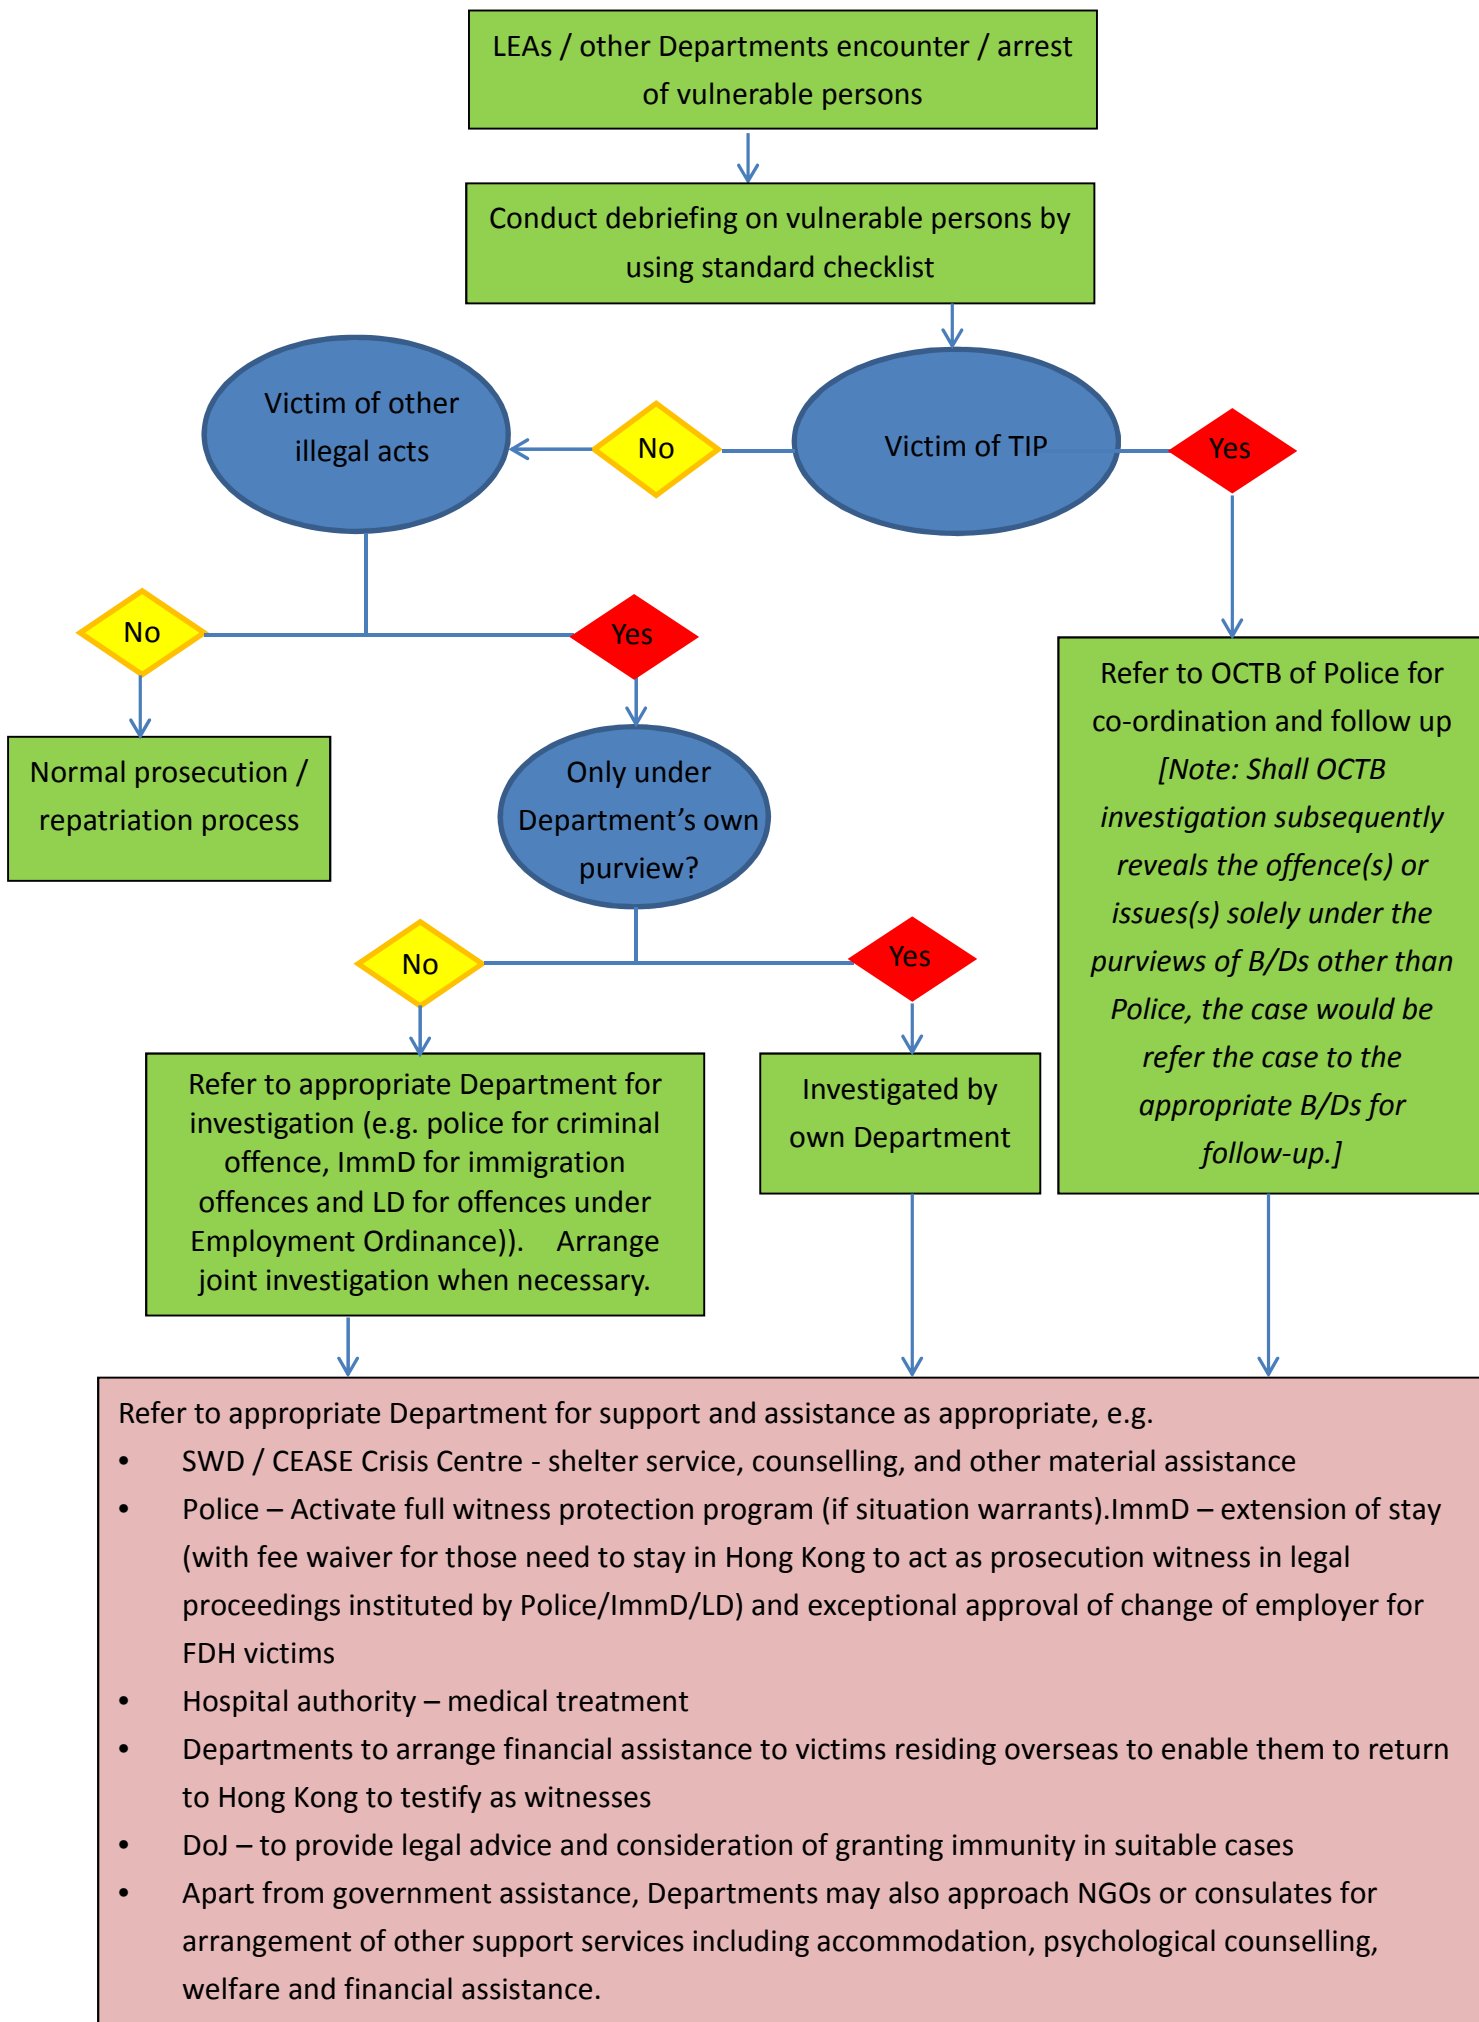 LEAs / other Departments encounter / arrest
of vulnerable persons
Conduct debriefing on vulnerable persons by
using standard checklist
Victim of other
illegal acts
No
Victim of TIP
Yes
No
Yes
Normal prosecution /
repatriation process
Only under
Department’s own
purview?
Refer to OCTB of Police for
co-ordination and follow up
[Note: Shall OCTB
investigation subsequently
reveals the offence(s) or
issues(s) solely under the
purviews of B/Ds other than
Police, the case would be
refer the case to the
appropriate B/Ds for
follow-up.]
No
Yes
Refer to appropriate Department for
investigation (e.g. police for criminal
offence, ImmD for immigration
offences and LD for offences under
Employment Ordinance)). Arrange
joint investigation when necessary.
Investigated by
own Department
Refer to appropriate Department for support and assistance as appropriate, e.g.
• SWD / CEASE Crisis Centre - shelter service, counselling, and other material assistance
• Police – Activate full witness protection program (if situation warrants).ImmD – extension of stay
(with fee waiver for those need to stay in Hong Kong to act as prosecution witness in legal
proceedings instituted by Police/ImmD/LD) and exceptional approval of change of employer for
FDH victims
• Hospital authority – medical treatment
• Departments to arrange financial assistance to victims residing overseas to enable them to return
to Hong Kong to testify as witnesses
• DoJ – to provide legal advice and consideration of granting immunity in suitable cases
• Apart from government assistance, Departments may also approach NGOs or consulates for
arrangement of other support services including accommodation, psychological counselling,
welfare and financial assistance.